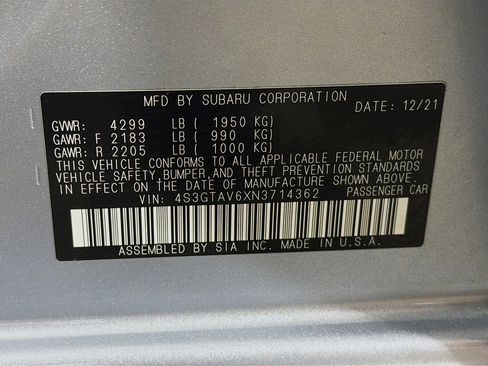 MFD BY SUBARU CORPORATION
DATE: 12/21
GVWR: 4299 LB ( 1950 KG)
GAWR: F 2183 LB ( 990 KG)
GAWR: R 2205 LB ( 1000 KG)
THIS VEHICLE CONFORMS TO ALL APPLICABLE FEDERAL MOTOR
VEHICLE SAFETY, BUMPER, AND THEFT PREVENTION STANDARDS
IN EFFECT ON THE DATE OF MANUFACTURE SHOWN ABOVE.
VIN: 4S3GTAV6XN3714362 PASSENGER CAR
ASSEMBLED BY SIA INC. MADE IN U.S.A.